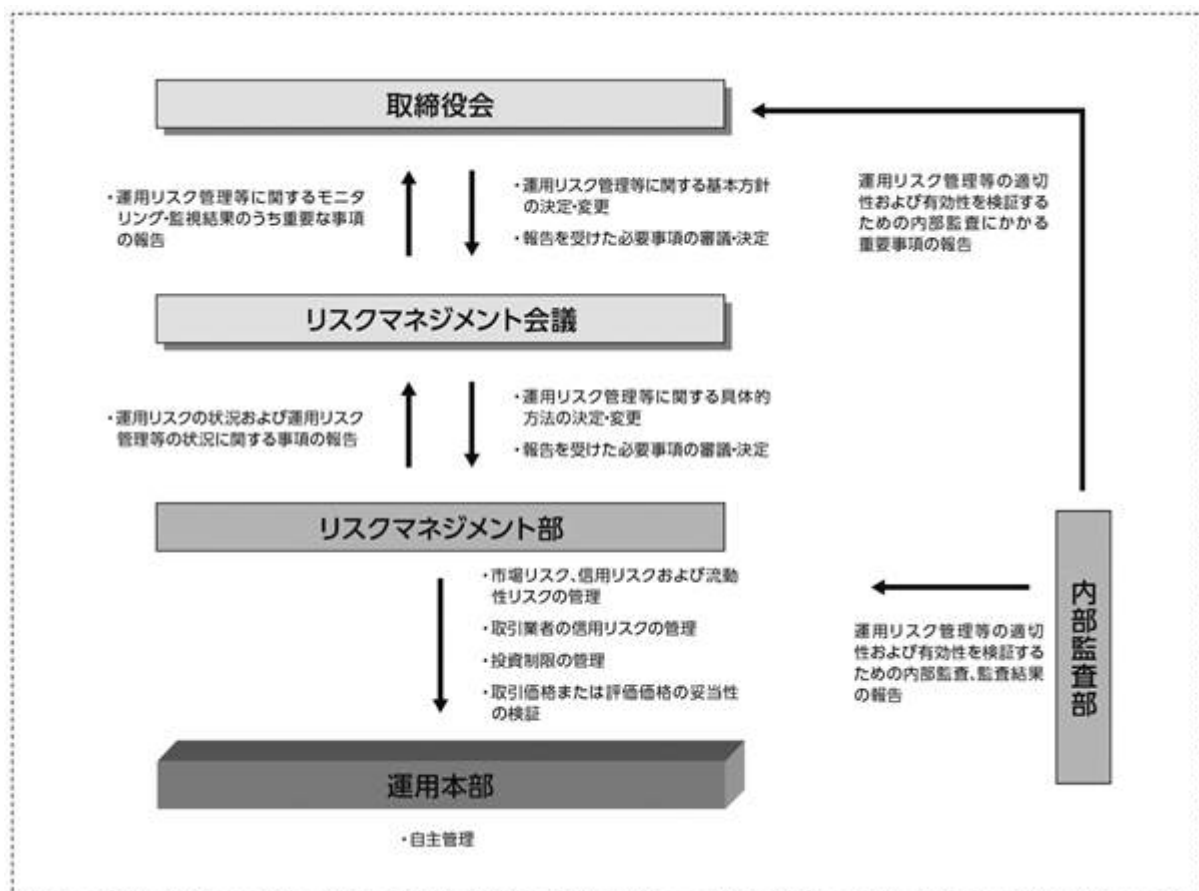 取締役会
・運用リスク管理等に関するモニタ
リング・監視結果のうち重要な事項
の報告
・運用リスク管理等に関する基本方針
の決定・変更
・報告を受けた必要事項の審議・決定
運用リスク管理等の適切
性および有効性を検証する
ための内部監査にかかる
重要事項の報告
リスクマネジメント会議
・運用リスクの状況および運用リスク
管理等の状況に関する事項の報告
・運用リスク管理等に関する具体的
方法の決定・変更
・報告を受けた必要事項の審議・決定
リスクマネジメント部
・市場リスク、信用リスクおよび流動
性リスクの管理
・取引業者の信用リスクの管理
・投資制限の管理
・取引価格または評価価格の妥当性
の検証
運用リスク管理等の適切
性および有効性を検証する
ための内部監査、監査結果
の報告
内部監査部
運用本部
・自主管理